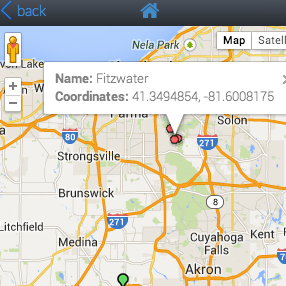 back
Nela Park
Map Satell
Lake
Name: Fitzwater
Coordinates: 41.3494854, -81.6008175
Parma
80
271
Solon
Strongsville
Brunswick
8
271
Litchfield
Medina
Cuyahoga
Falls
Kent
Akron